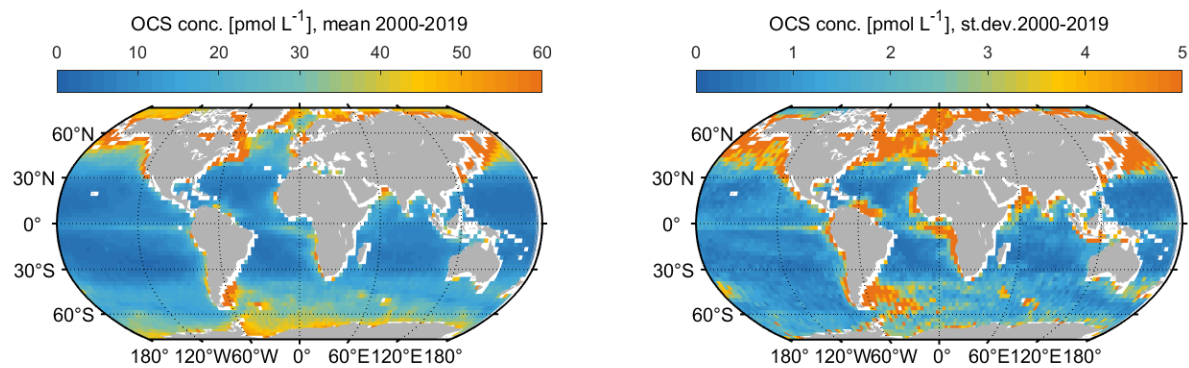 OCS conc. [pmol L⁻¹], mean 2000-2019
0 10 20 30 40 50 60
60°N
30°N
0°
30°S
60°S
180° 120°W 60°W 0° 60°E 120°E 180°
OCS conc. [pmol L⁻¹], st.dev.2000-2019
0 1 2 3 4 5
60°N
30°N
0°
30°S
60°S
180° 120°W 60°W 0° 60°E 120°E 180°